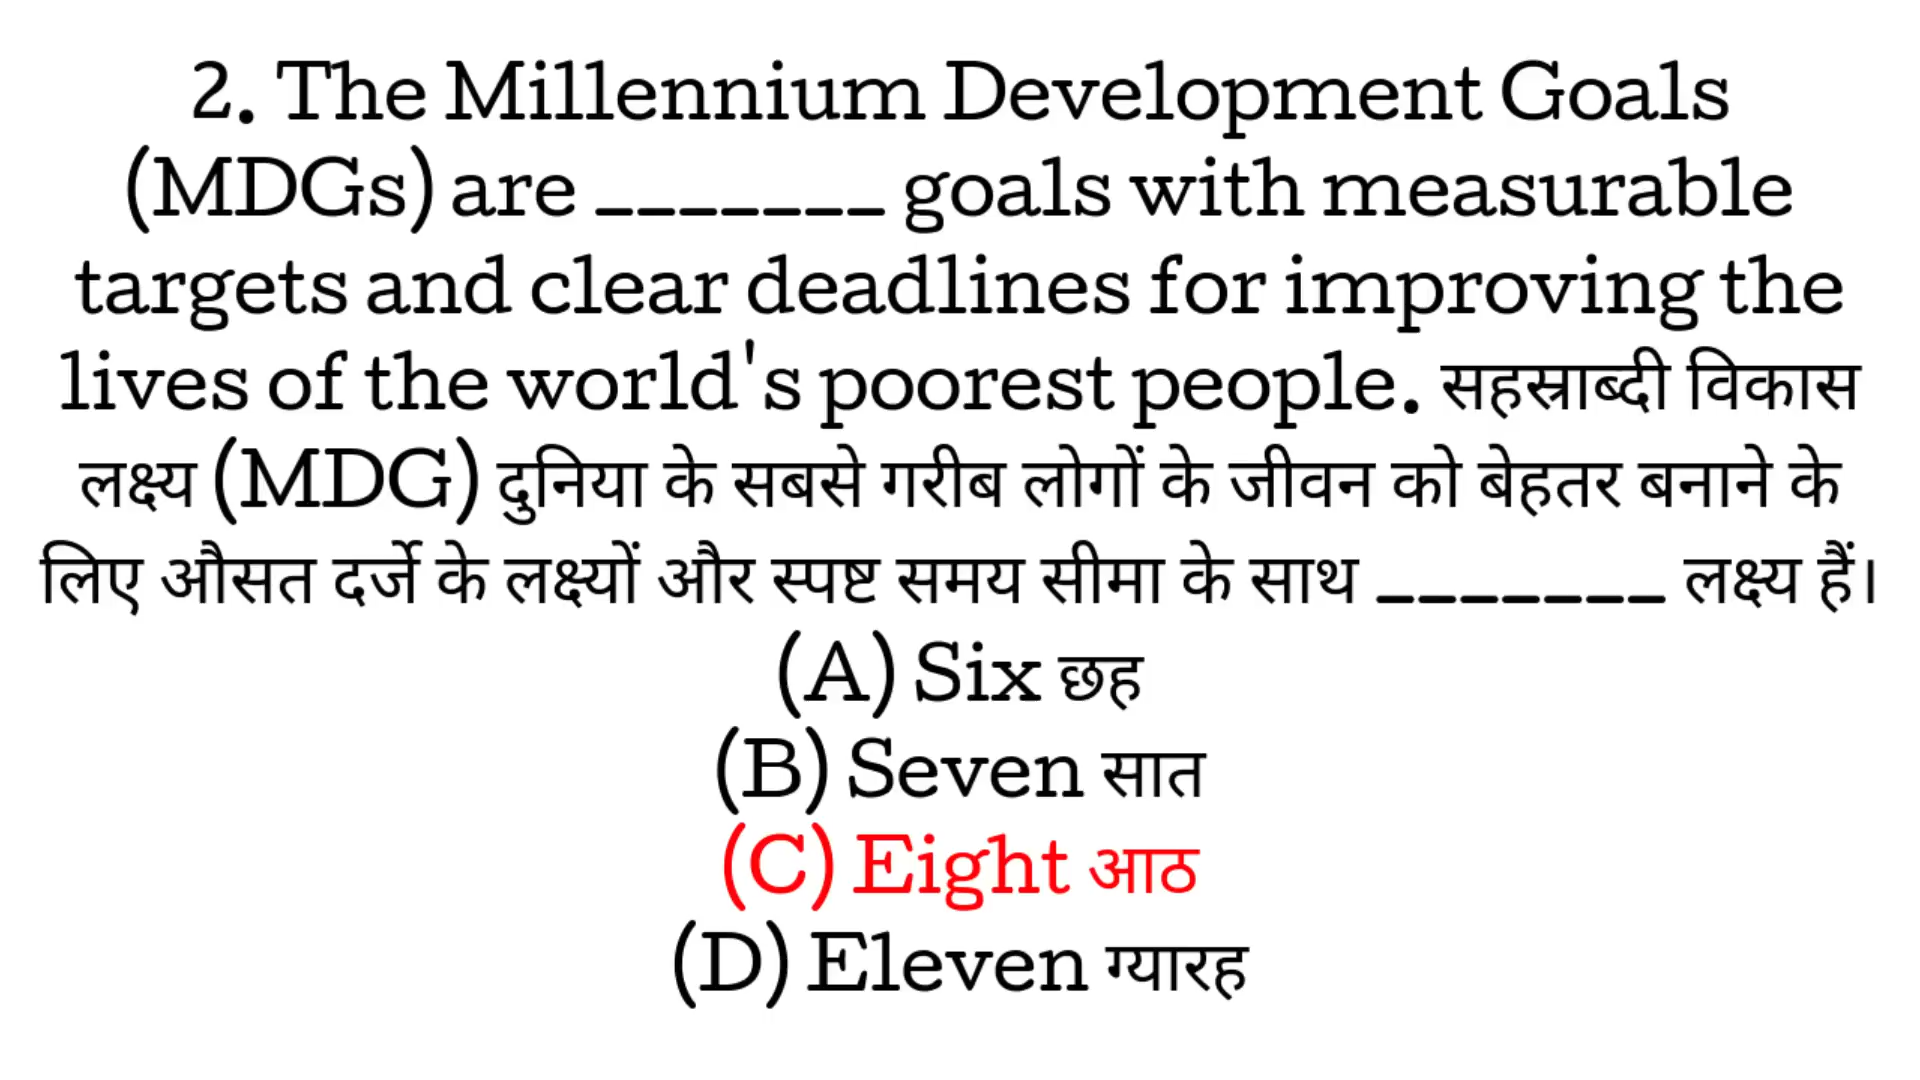 2. The Millennium Development Goals
(MDGs) are _______ goals with measurable
targets and clear deadlines for improving the
lives of the world's poorest people. सहस्राब्दी विकास
लक्ष्य (MDG) दुनिया के सबसे गरीब लोगों के जीवन को बेहतर बनाने के
लिए औसत दर्जे के लक्ष्यों और स्पष्ट समय सीमा के साथ _______ लक्ष्य हैं।
(A) Six छह
(B) Seven सात
(C) Eight आठ
(D) Eleven ग्यारह